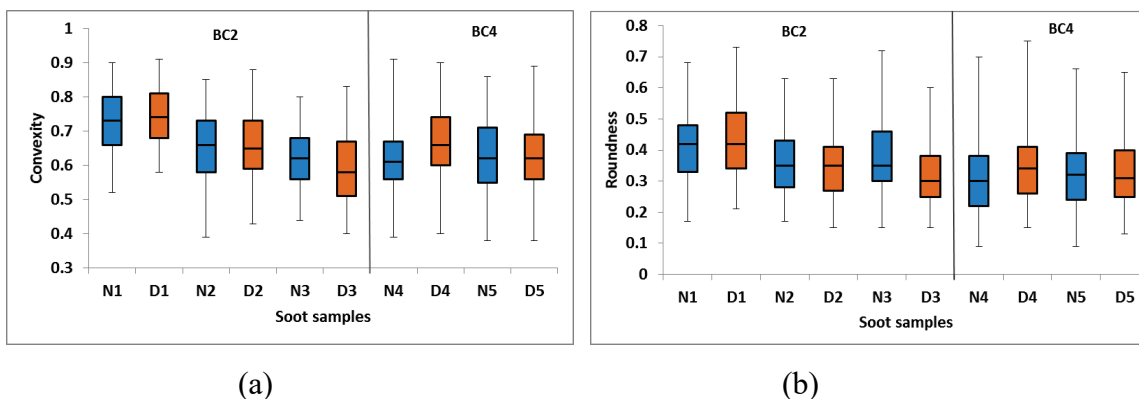 BC2 BC4
1
0.9
0.8
0.7
0.6
0.5
0.4
0.3
Convexity
N1 D1 N2 D2 N3 D3 N4 D4 N5 D5
Soot samples
(a)
BC2 BC4
0.8
0.7
0.6
0.5
0.4
0.3
0.2
0.1
0
Roundness
N1 D1 N2 D2 N3 D3 N4 D4 N5 D5
Soot samples
(b)